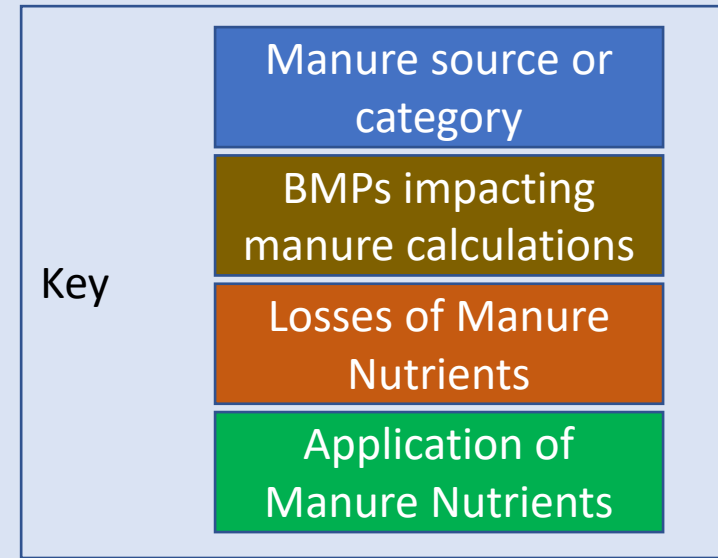 Key
Manure source or
category
BMPs impacting
manure calculations
Losses of Manure
Nutrients
Application of
Manure Nutrients